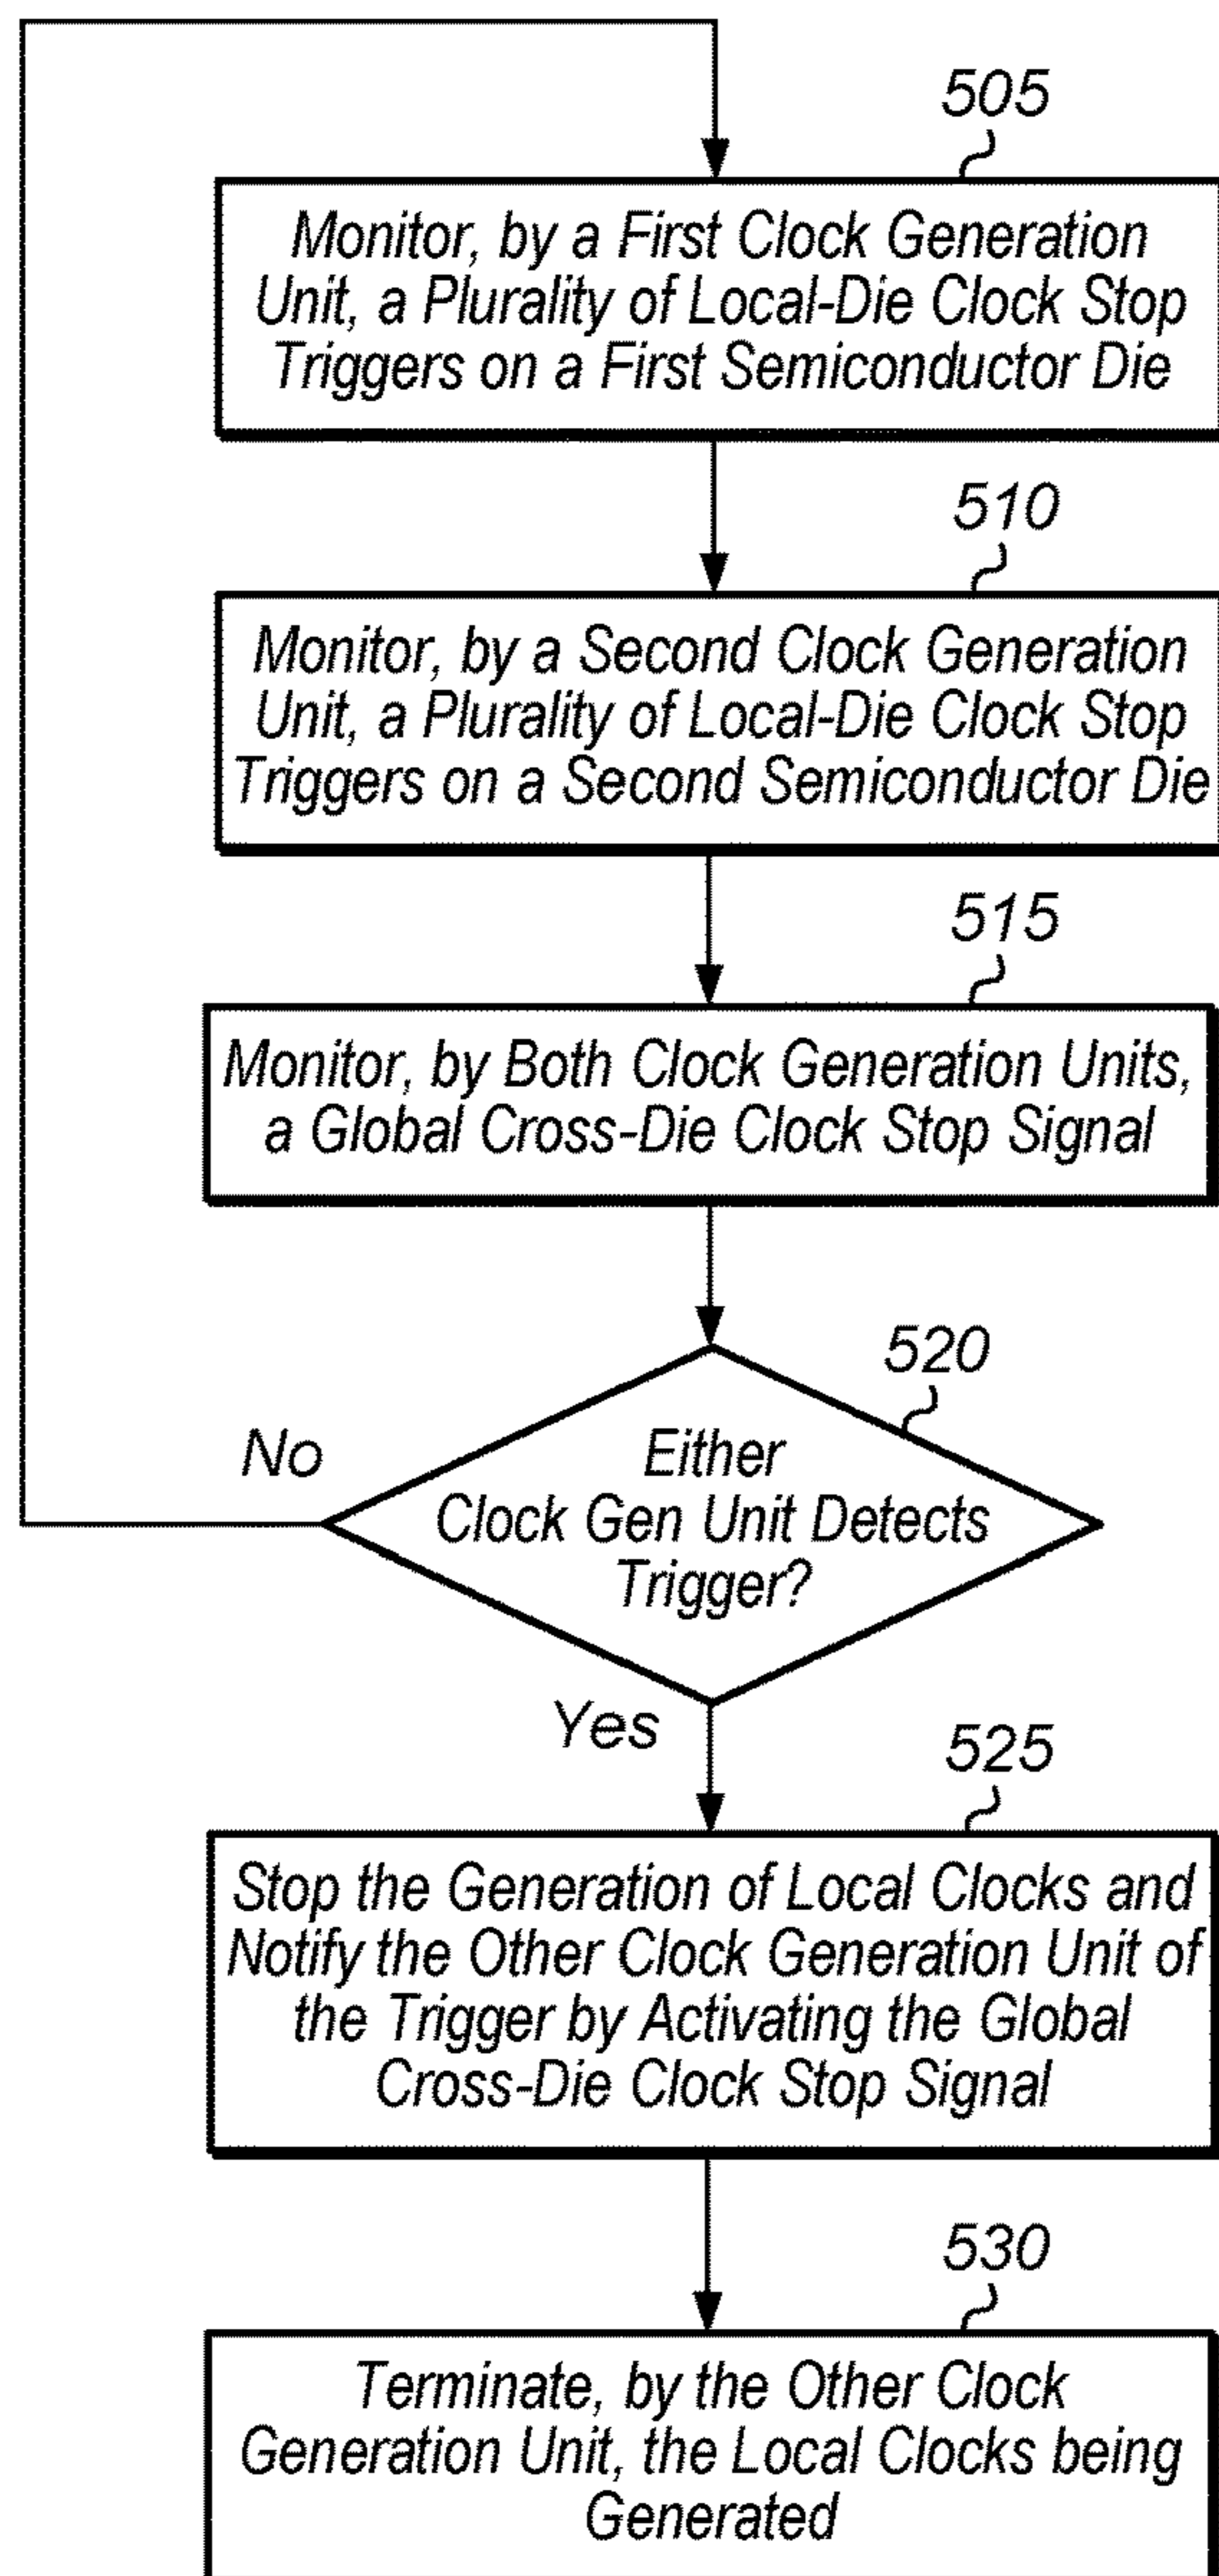 505
Monitor, by a First Clock Generation
Unit, a Plurality of Local-Die Clock Stop
Triggers on a First Semiconductor Die
510
Monitor, by a Second Clock Generation
Unit, a Plurality of Local-Die Clock Stop
Triggers on a Second Semiconductor Die
515
Monitor, by Both Clock Generation Units,
a Global Cross-Die Clock Stop Signal
520
No
Either
Clock Gen Unit Detects
Trigger?
Yes
525
Stop the Generation of Local Clocks and
Notify the Other Clock Generation Unit of
the Trigger by Activating the Global
Cross-Die Clock Stop Signal
530
Terminate, by the Other Clock
Generation Unit, the Local Clocks being
Generated